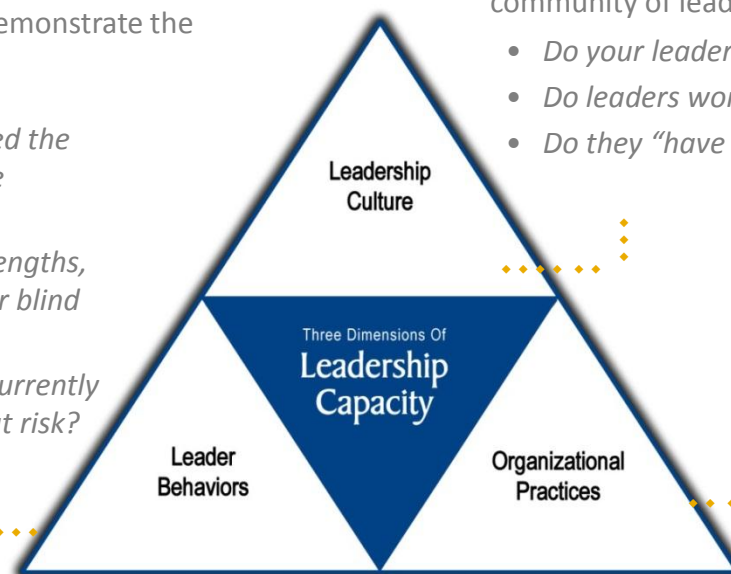 emonstrate the
ed the
e
engths,
r blind
urrently
t risk?
community of lead
• Do your leader
• Do leaders wor
• Do they “have
Leadership
Culture
Three Dimensions Of
Leadership
Capacity
Leader
Behaviors
Organizational
Practices